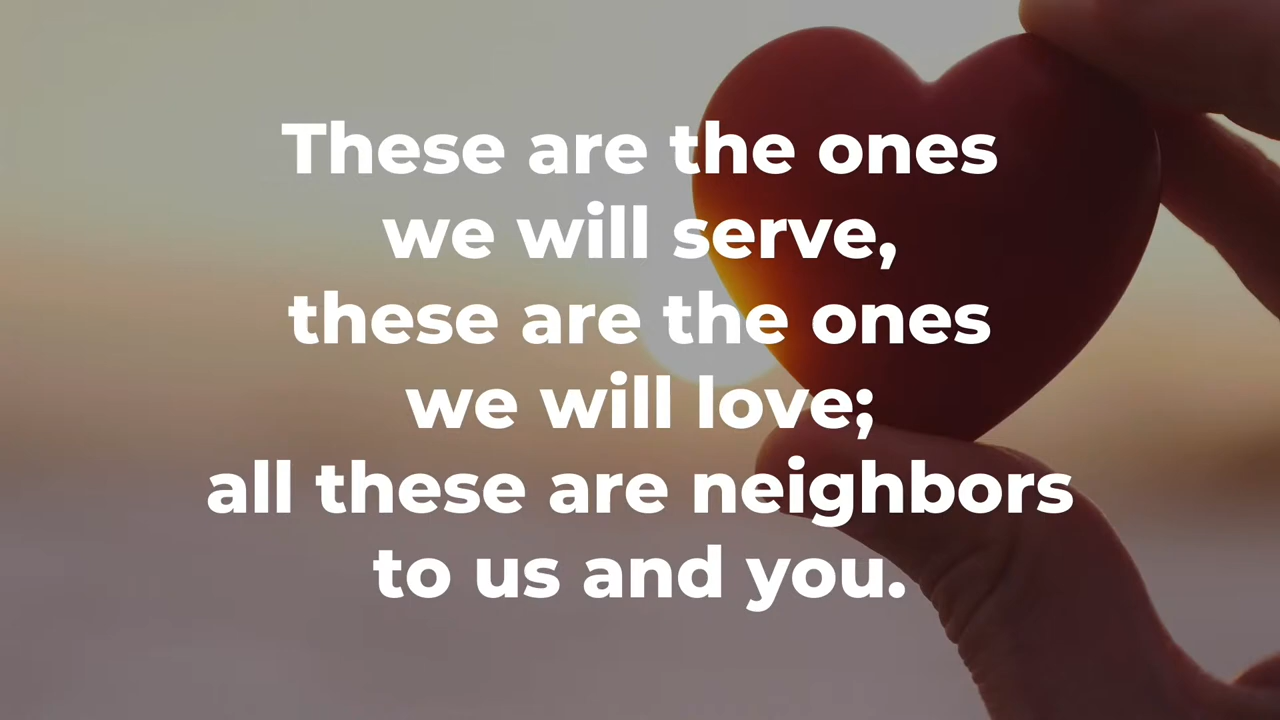 These are the ones
we will serve,
these are the ones
we will love;
all these are neighbors
to us and you.